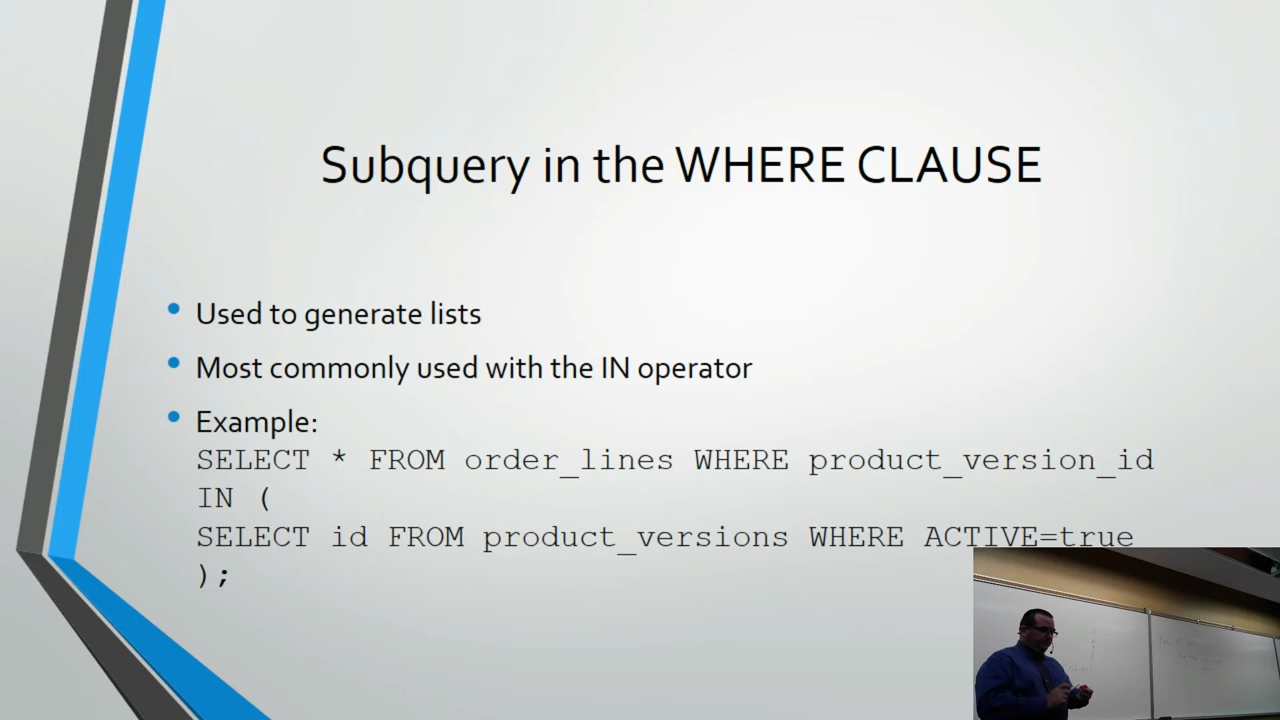 Subquery in the WHERE CLAUSE
• Used to generate lists
• Most commonly used with the IN operator
• Example:
SELECT * FROM order_lines WHERE product_version_id
IN (
SELECT id FROM product_versions WHERE ACTIVE=true
);